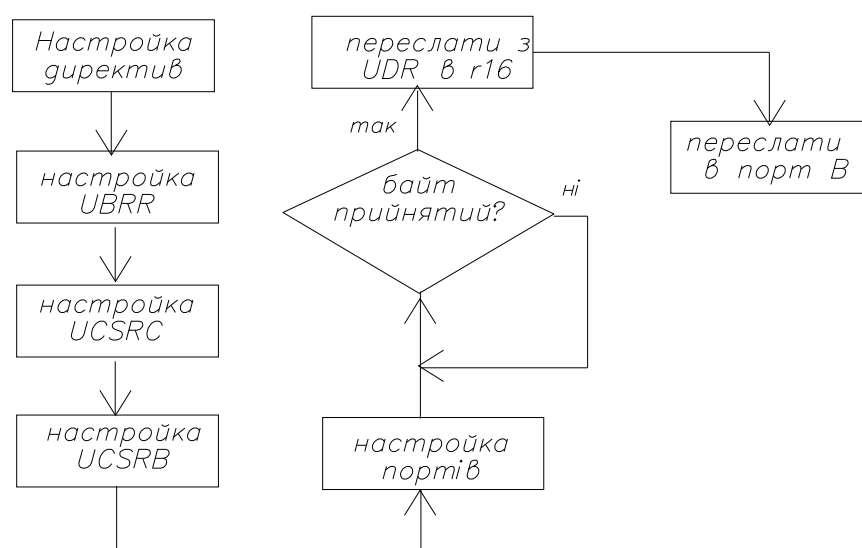 Настройка
директив
настройка
UBRR
настройка
UCSRC
настройка
UCSRB
настройка
портів
байт
прийнятий?
так
ні
переслати з
UDR в r16
переслати
в порт В